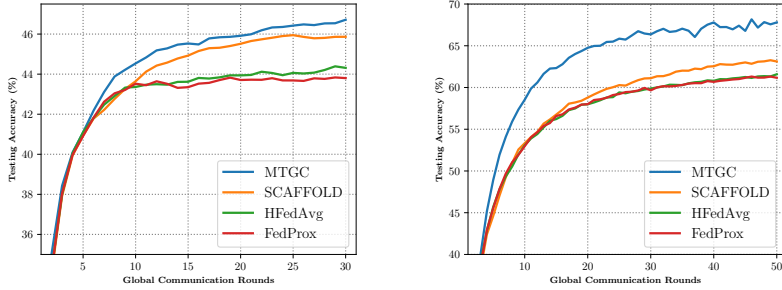 46
44
42
40
38
36
5
10
15
20
25
30
Testing Accuracy (%)
Global Communication Rounds
MTGC
SCAFFOLD
HFedAvg
FedProx
70
65
60
55
50
45
40
10
20
30
40
50
Testing Accuracy (%)
Global Communication Rounds
MTGC
SCAFFOLD
HFedAvg
FedProx